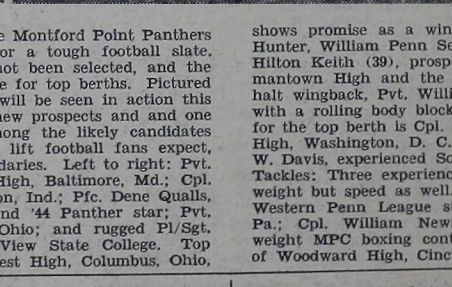 e Montford Point Panthers
or a tough football slate.
not been selected, and the
e for top berths. Pictured
will be seen in action this
new prospects and and one
mong the likely candidates
lift football fans expect,
daries. Left to right: Pvt.
High, Baltimore, Md.; Cpl.
on, Ind.; Pfc. Dene Qualls,
nd '44 Panther star; Pvt.
Ohio; and rugged Pl/Sgt.
View State College. Top
est High, Columbus, Ohio,
shows promise as a win
Hunter, William Penn Se
Hilton Keith (39), prosp
mantown High and the
halt wingback, Pvt. Willi
with a rolling body block
for the top berth is Cpl.
High, Washington, D. C.
W. Davis, experienced So
Tackles: Three experienc
weight but speed as well.
Western Penn League s
Pa.; Cpl. William New
weight MPC boxing cont
of Woodward High, Cinc